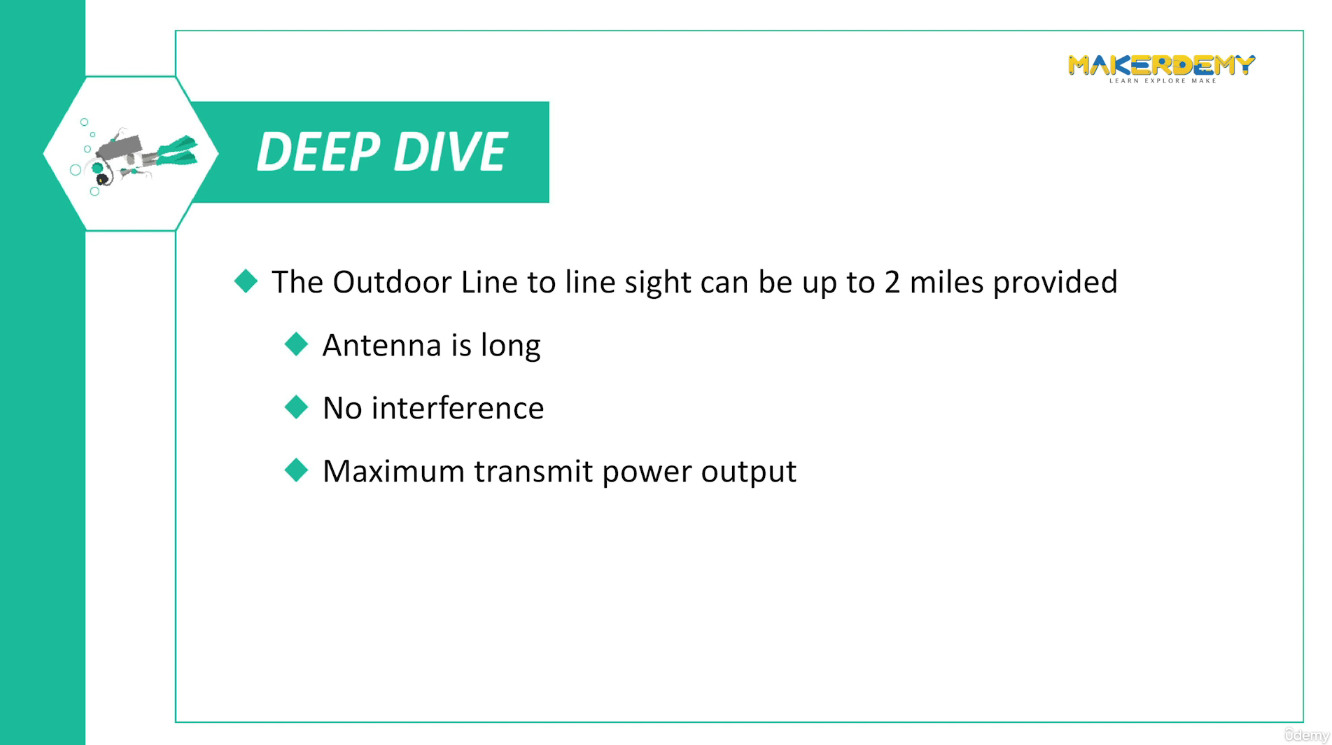 MAKERDEMY
LEARN EXPLORE MAKE
DEEP DIVE
The Outdoor Line to line sight can be up to 2 miles provided
Antenna is long
No interference
Maximum transmit power output
ûdemy